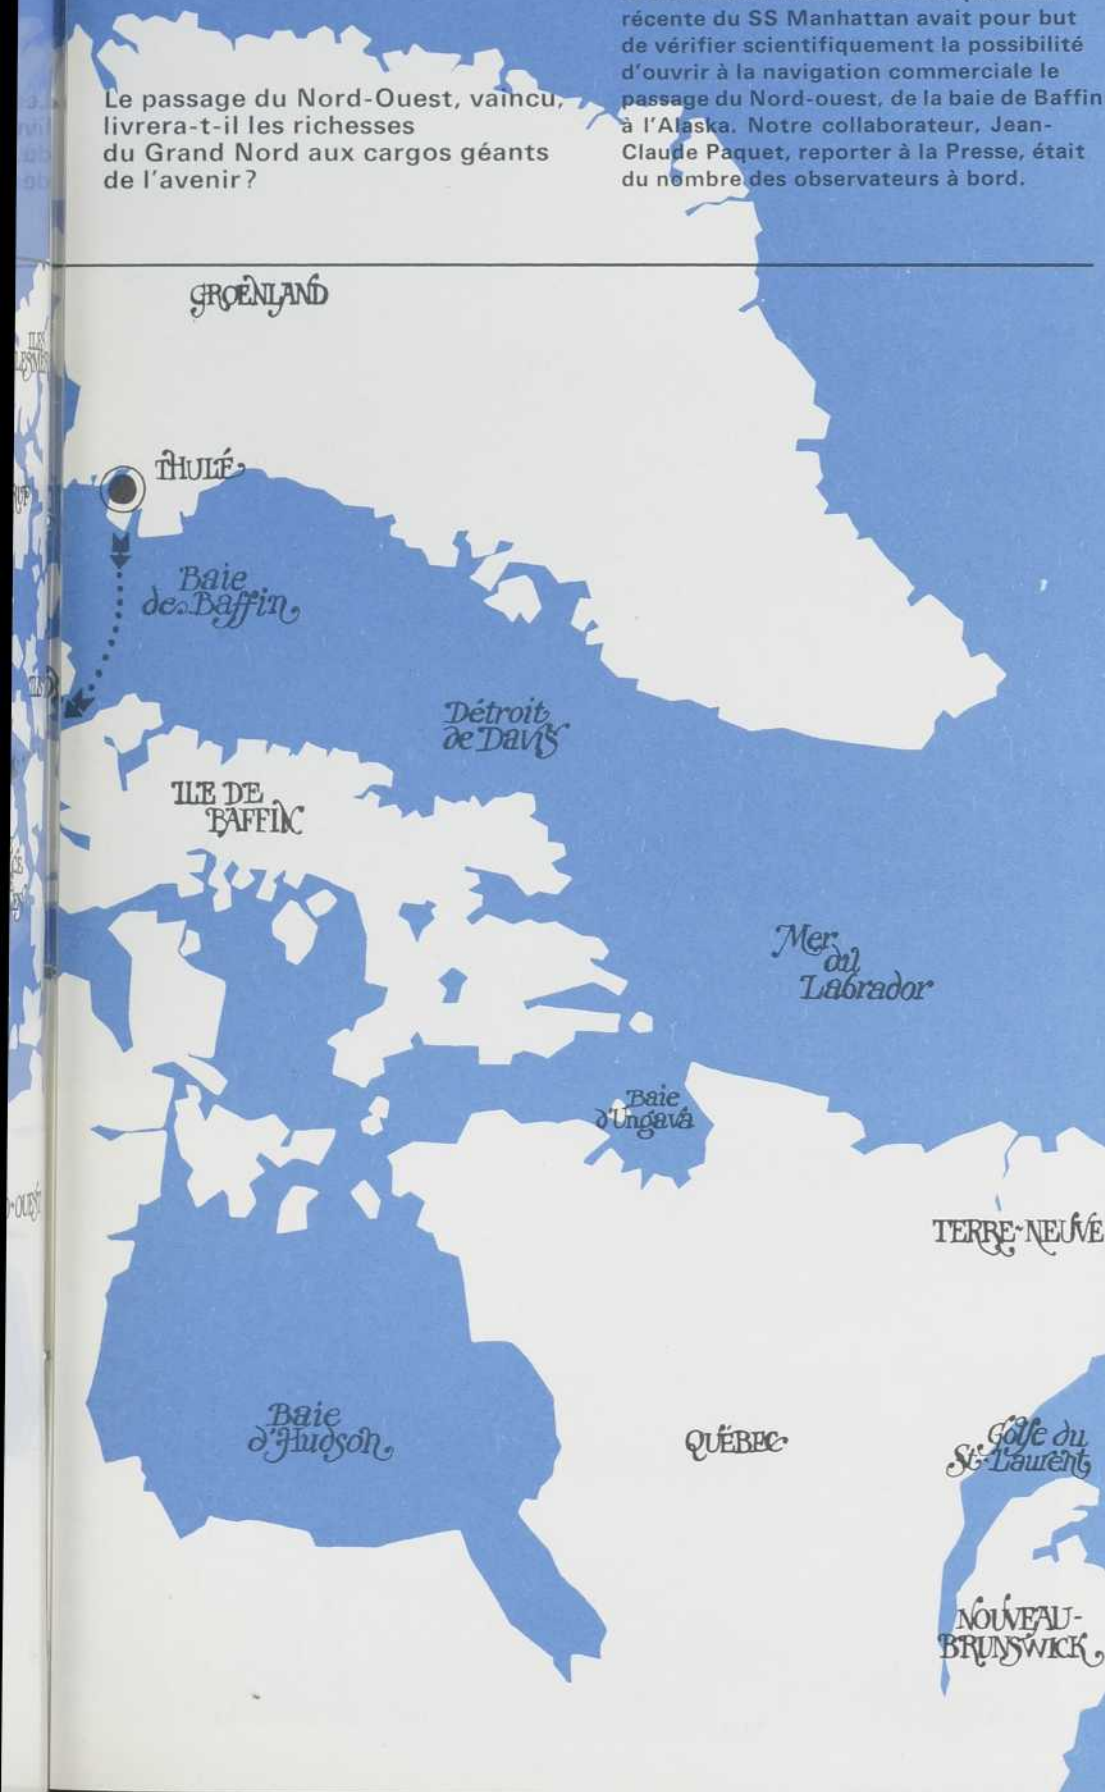 Le passage du Nord-Ouest, vaincu,
livrera-t-il les richesses
du Grand Nord aux cargos géants
de l'avenir?
récente du SS Manhattan avait pour but
de vérifier scientifiquement la possibilité
d'ouvrir à la navigation commerciale le
passage du Nord-ouest, de la baie de Baffin
à l'Alaska. Notre collaborateur, Jean-
Claude Paquet, reporter à la Presse, était
du nombre des observateurs à bord.
GROËNLAND
THULÉ
Baie
de Baffin
Détroit
de Davis
ILE DE
BAFFIN
Mer
du
Labrador
Baie
d'Ungava
TERRE-NEUVE
Baie
d'Hudson
QUÉBEC
Golfe du
St-Laurent
NOUVEAU-
BRUNSWICK